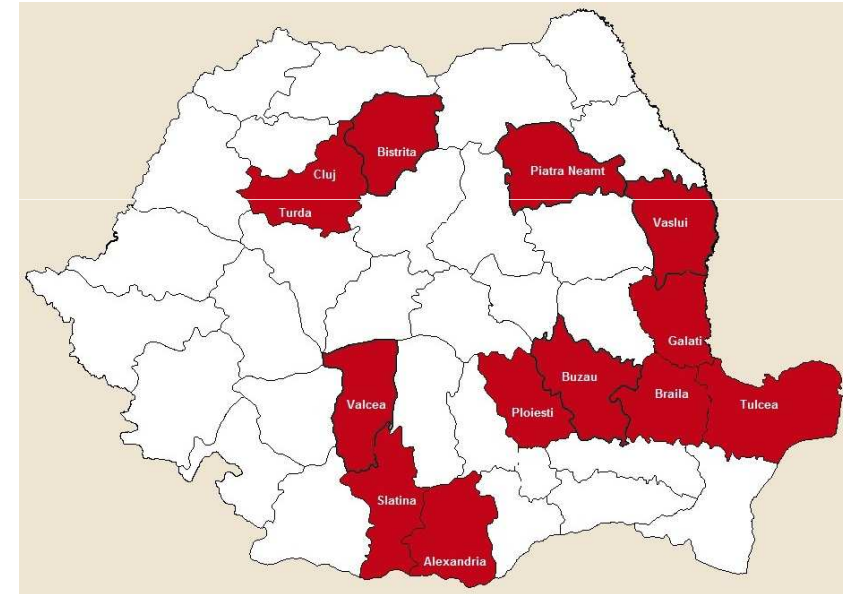 Bistrita
Cluj
Piatra Neamt
Turda
Vaslui
Galati
Buzau
Braila
Valcea
Ploiesti
Tulcea
Slatina
Alexandria